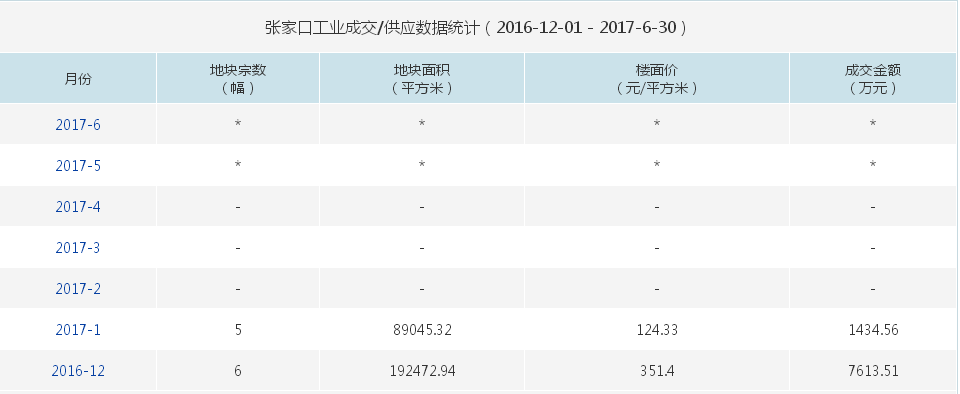 张家口工业成交/供应数据统计（2016-12-01 - 2017-6-30）
月份 地块宗数（幅） 地块面积（平方米） 楼面价（元/平方米） 成交金额（万元）
2017-6 * * * *
2017-5 * * * *
2017-4 - - - -
2017-3 - - - -
2017-2 - - - -
2017-1 5 89045.32 124.33 1434.56
2016-12 6 192472.94 351.4 7613.51